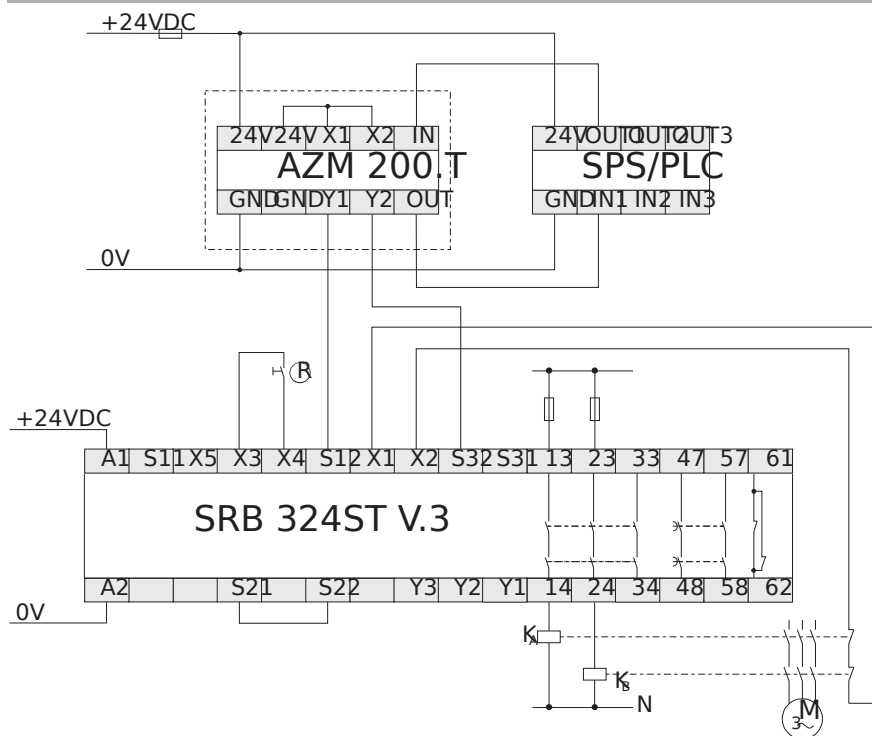 +24VDC
24V 24V X1 X2 IN
AZM 200.T
GND GND Y1 Y2 OUT
24V OUT1 OUT2 OUT3
SPS/PLC
GND IN1 IN2 IN3
0V
R
+24VDC
A1 S11 X5 X3 X4 S12 X1 X2 S32 S31 13 23 33 47 57 61
SRB 324ST V.3
A2 S21 S22 Y3 Y2 Y1 14 24 34 48 58 62
0V
KA
KB
N
M
3~